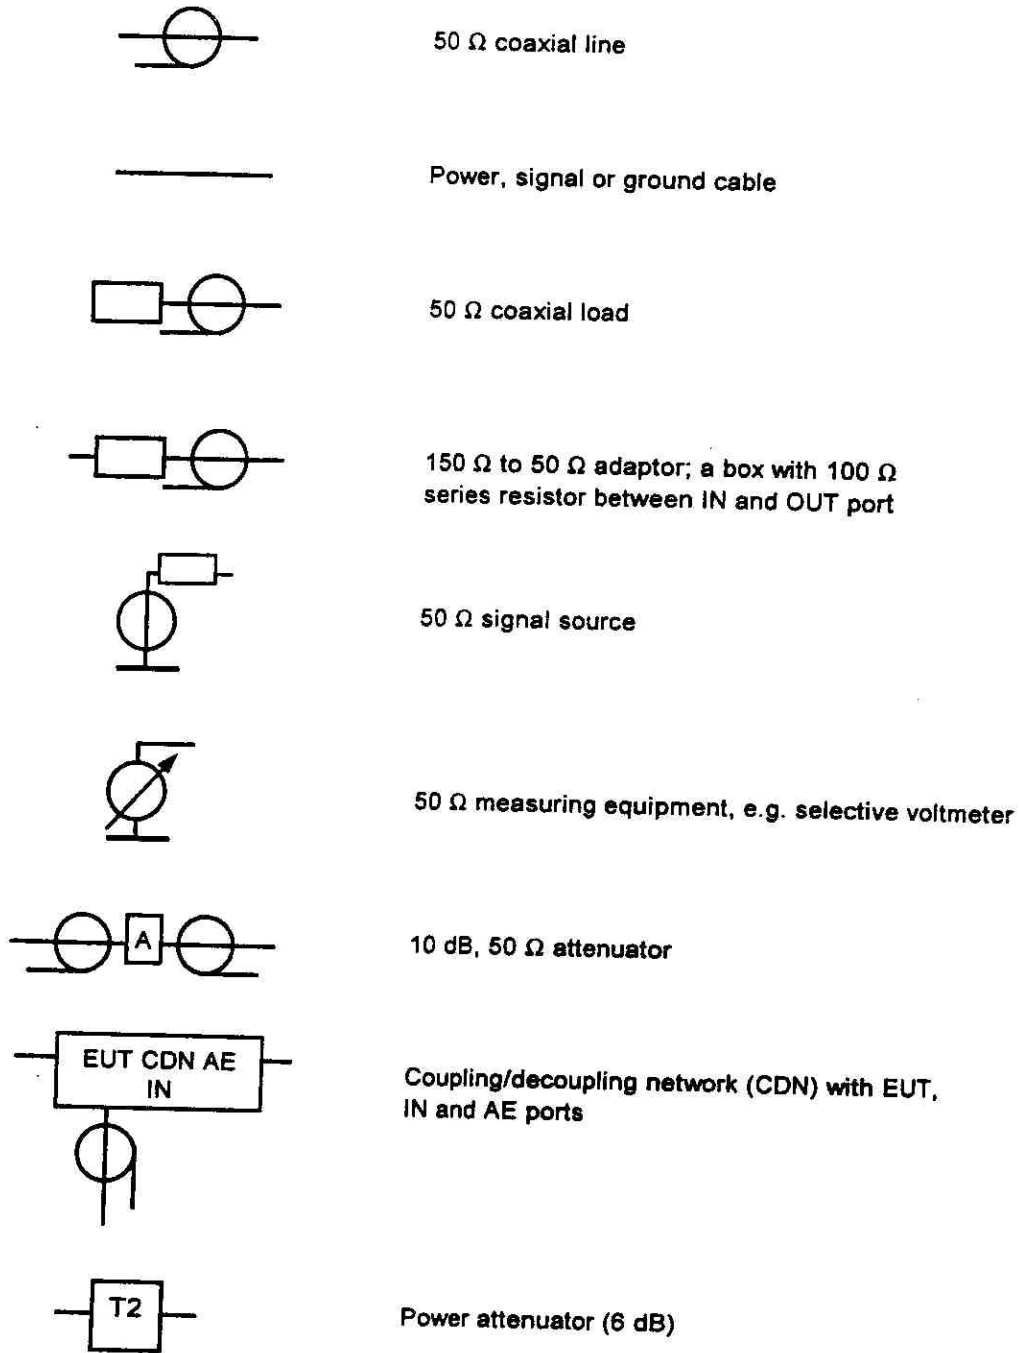 50 Ω coaxial line
Power, signal or ground cable
50 Ω coaxial load
150 Ω to 50 Ω adaptor; a box with 100 Ω
series resistor between IN and OUT port
50 Ω signal source
50 Ω measuring equipment, e.g. selective voltmeter
A
10 dB, 50 Ω attenuator
EUT CDN AE
IN
Coupling/decoupling network (CDN) with EUT,
IN and AE ports
T2
Power attenuator (6 dB)